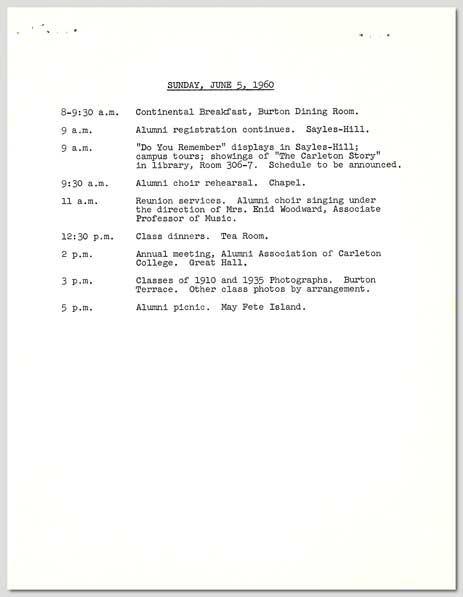 SUNDAY, JUNE 5, 1960
8-9:30 a.m. Continental Breakfast, Burton Dining Room.
9 a.m. Alumni registration continues. Sayles-Hill.
9 a.m. "Do You Remember" displays in Sayles-Hill;
campus tours; showings of "The Carleton Story"
in library, Room 306-7. Schedule to be announced.
9:30 a.m. Alumni choir rehearsal. Chapel.
11 a.m. Reunion services. Alumni choir singing under
the direction of Mrs. Enid Woodward, Associate
Professor of Music.
12:30 p.m. Class dinners. Tea Room.
2 p.m. Annual meeting, Alumni Association of Carleton
College. Great Hall.
3 p.m. Classes of 1910 and 1935 Photographs. Burton
Terrace. Other class photos by arrangement.
5 p.m. Alumni picnic. May Fete Island.